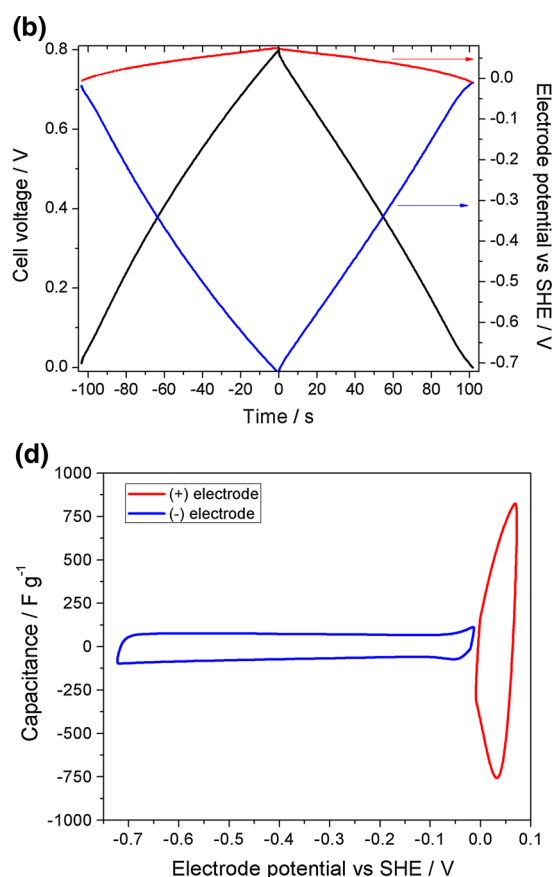 (b)
0.8
0.6
0.4
0.2
0.0
Cell voltage / V
0.0
-0.1
-0.2
-0.3
-0.4
-0.5
-0.6
-0.7
Electrode potential vs SHE / V
-100 -80 -60 -40 -20 0 20 40 60 80 100
Time / s
(d)
1000
750
500
250
0
-250
-500
-750
-1000
Capacitance / F g⁻¹
(+) electrode
(-) electrode
-0.7 -0.6 -0.5 -0.4 -0.3 -0.2 -0.1 0.0 0.1
Electrode potential vs SHE / V